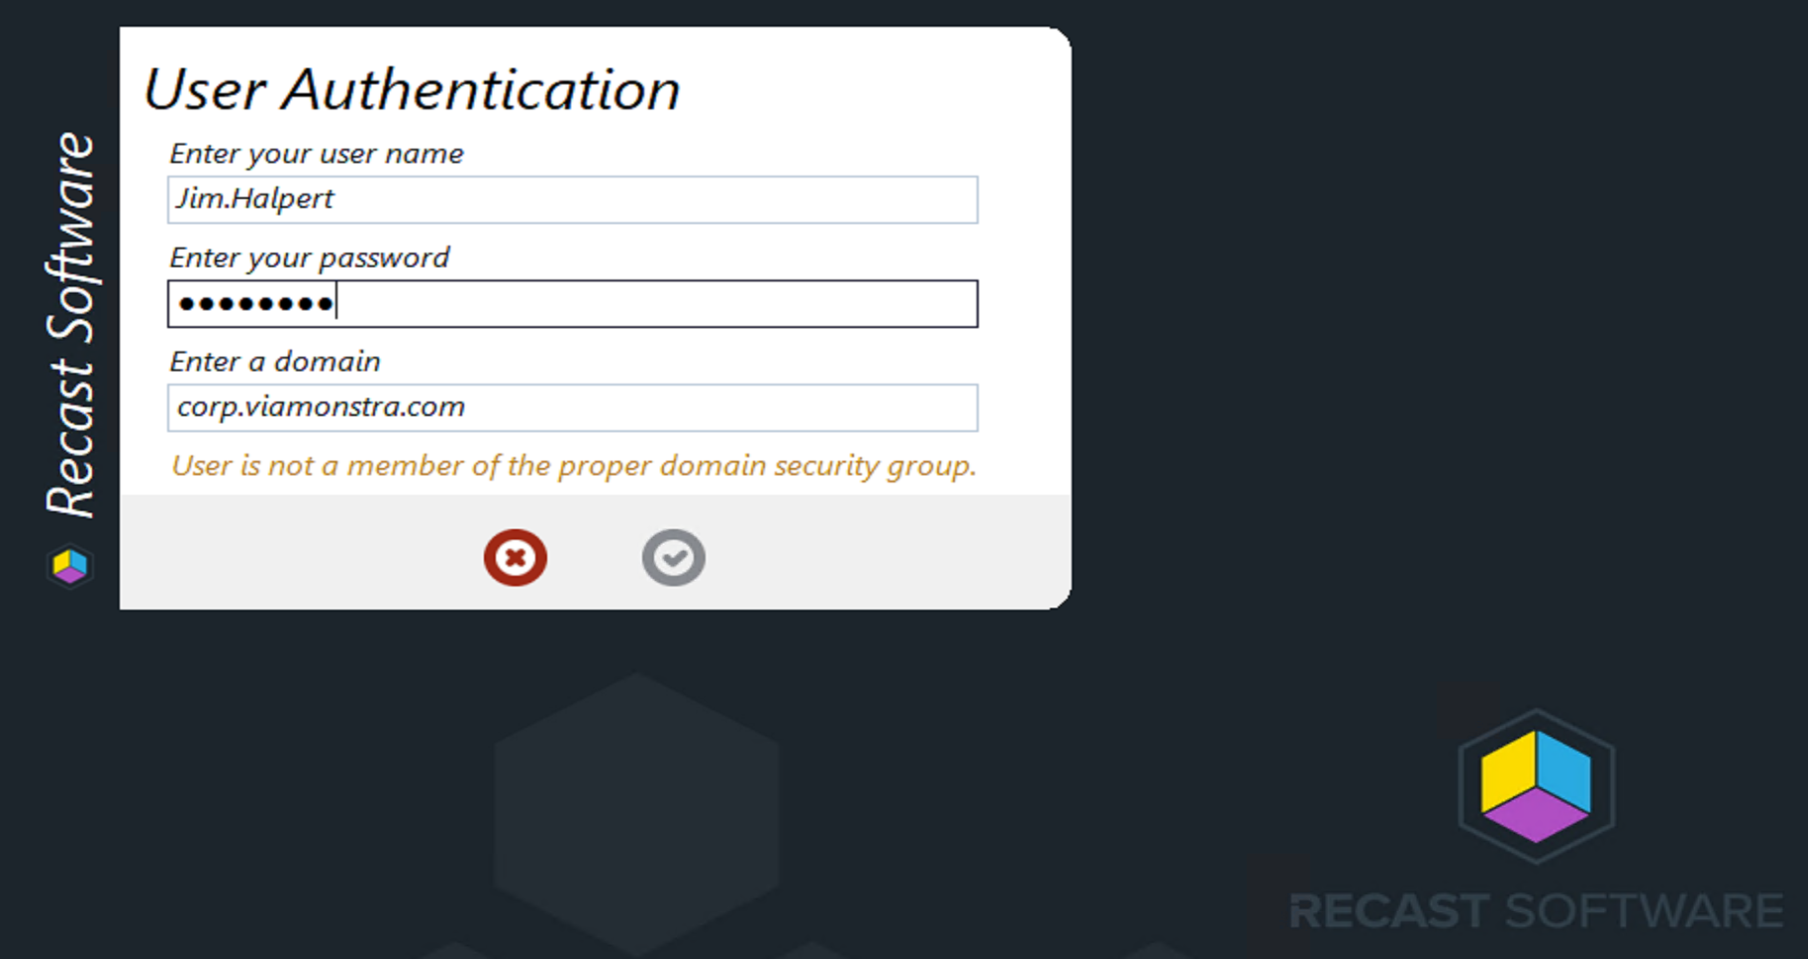 Recast Software
User Authentication
Enter your user name
Jim.Halpert
Enter your password
••••••••
Enter a domain
corp.viamonstra.com
User is not a member of the proper domain security group.
RECAST SOFTWARE